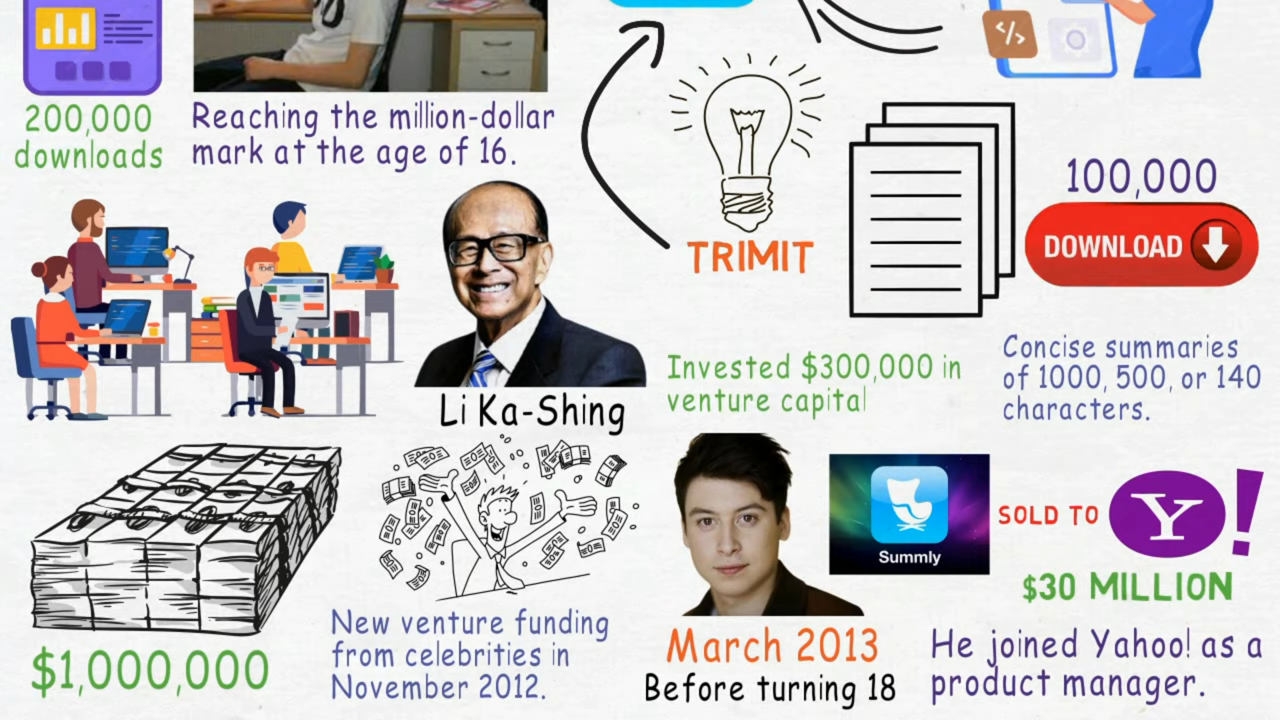 200,000
downloads
Reaching the million-dollar
mark at the age of 16.
</>
TRIMIT
100,000
DOWNLOAD
Li Ka-Shing
Invested $300,000 in
venture capital
Concise summaries
of 1000, 500, or 140
characters.
$1,000,000
New venture funding
from celebrities in
November 2012.
Summly
SOLD TO
Y!
$30 MILLION
March 2013
Before turning 18
He joined Yahoo! as a
product manager.